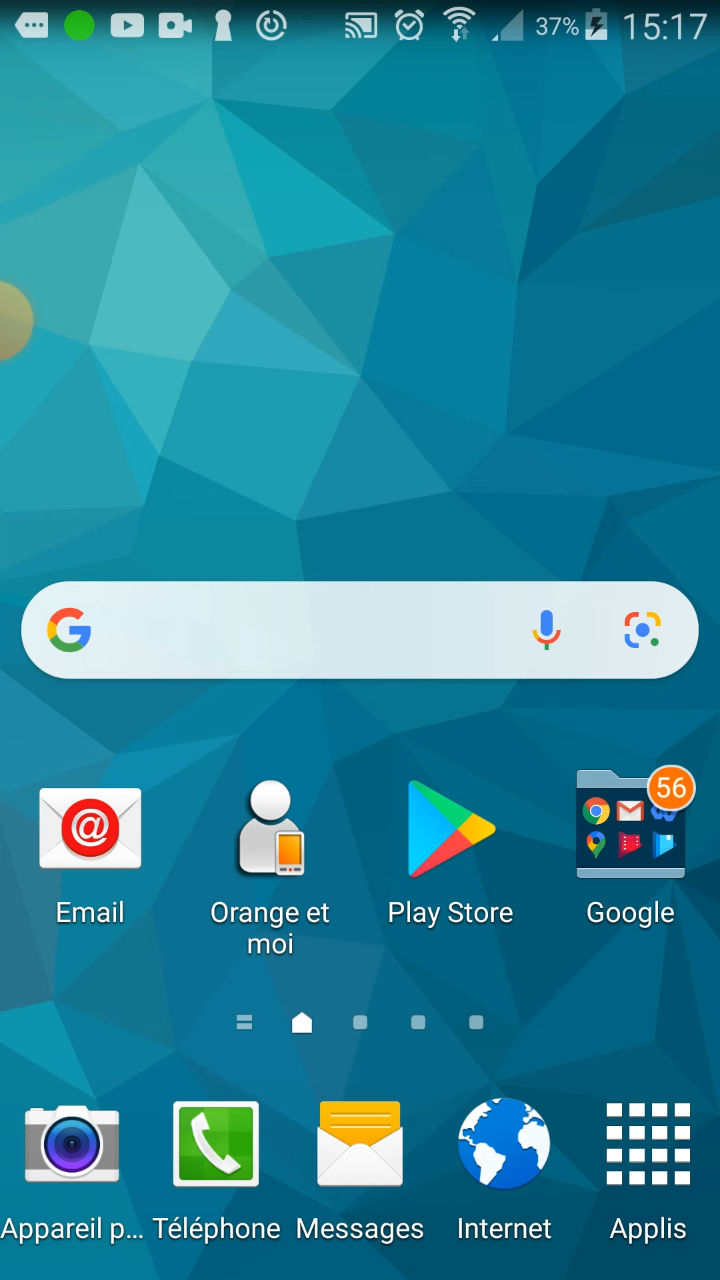 37% 15:17
56
Email
Orange et
moi
Play Store
Google
Appareil p...
Téléphone
Messages
Internet
Applis